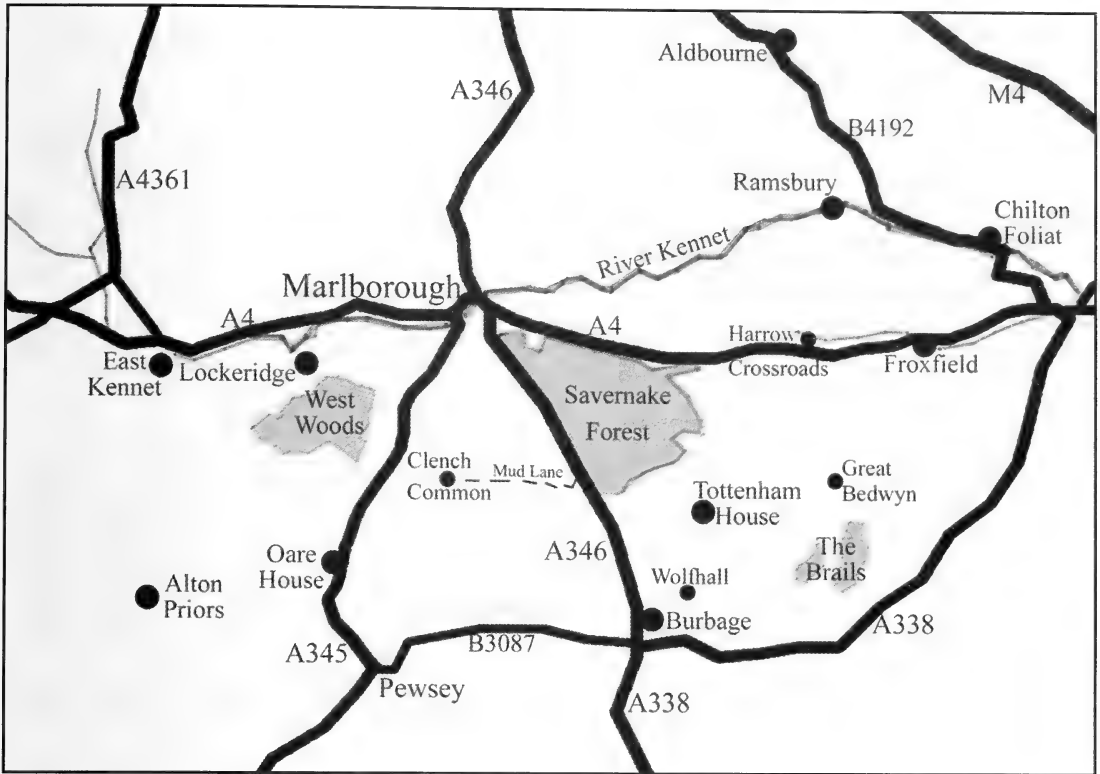 Aldbourne
A346
M4
B4192
A4361
Ramsbury
Chilton
Foliat
River Kennet
Marlborough
A4
A4
Harrow
Crossroads
Froxfield
East
Kennet
Lockeridge
West
Woods
Savernake
Forest
Clench
Common
Mud Lane
Great
Bedwyn
Tottenham
House
The
Brails
A346
Oare
House
Wolfhall
Alton
Priors
Burbage
A338
B3087
A345
Pewsey
A338